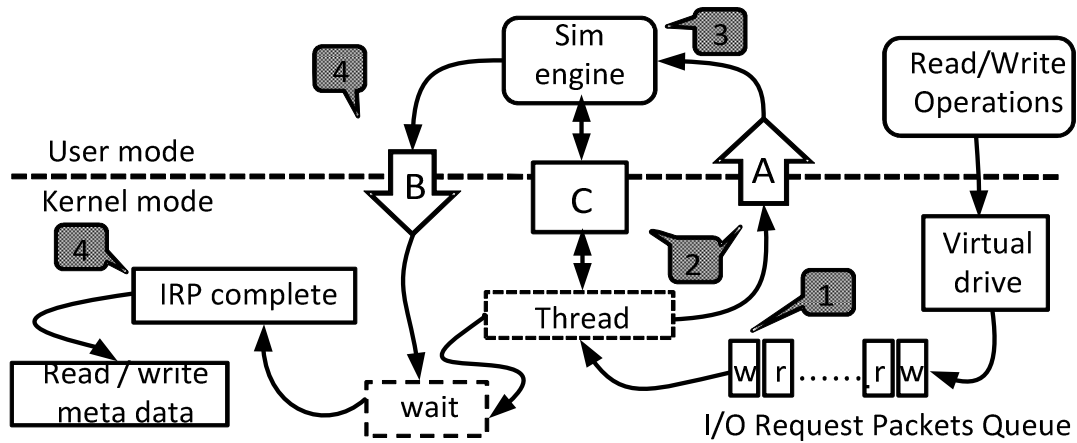 Sim
engine
3
4
Read/Write
Operations
User mode
Kernel mode
B
C
A
4
2
1
Virtual
drive
IRP complete
Thread
Read / write
meta data
wait
w r ....... r w
I/O Request Packets Queue